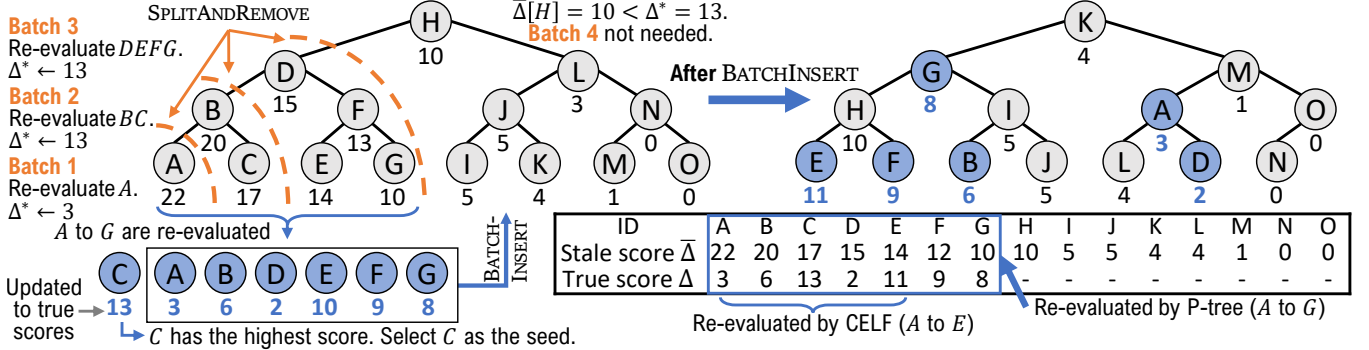 SPLITANDREMOVE
Batch 3
Re-evaluate DEFG.
Δ* ← 13
Batch 2
Re-evaluate BC.
Δ* ← 13
Batch 1
Re-evaluate A.
Δ* ← 3
H
10
D
15
L
3
B
20
F
13
J
5
N
0
A
22
C
17
E
14
G
10
I
5
K
4
M
1
O
0
Δ̅[H] = 10 < Δ* = 13.
Batch 4 not needed.
After BATCHINSERT
A to G are re-evaluated
BATCH-
INSERT
C A B D E F G
13 3 6 2 10 9 8
Updated
to true
scores
C has the highest score. Select C as the seed.
K
4
G
8
M
1
H
10
I
5
A
3
O
0
E
11
F
9
B
6
J
5
L
4
D
2
N
0
ID A B C D E F G H I J K L M N O
Stale score Δ̅ 22 20 17 15 14 12 10 10 5 5 4 4 1 0 0
True score Δ 3 6 13 2 11 9 8 - - - - - - - -
Re-evaluated by CELF (A to E)
Re-evaluated by P-tree (A to G)